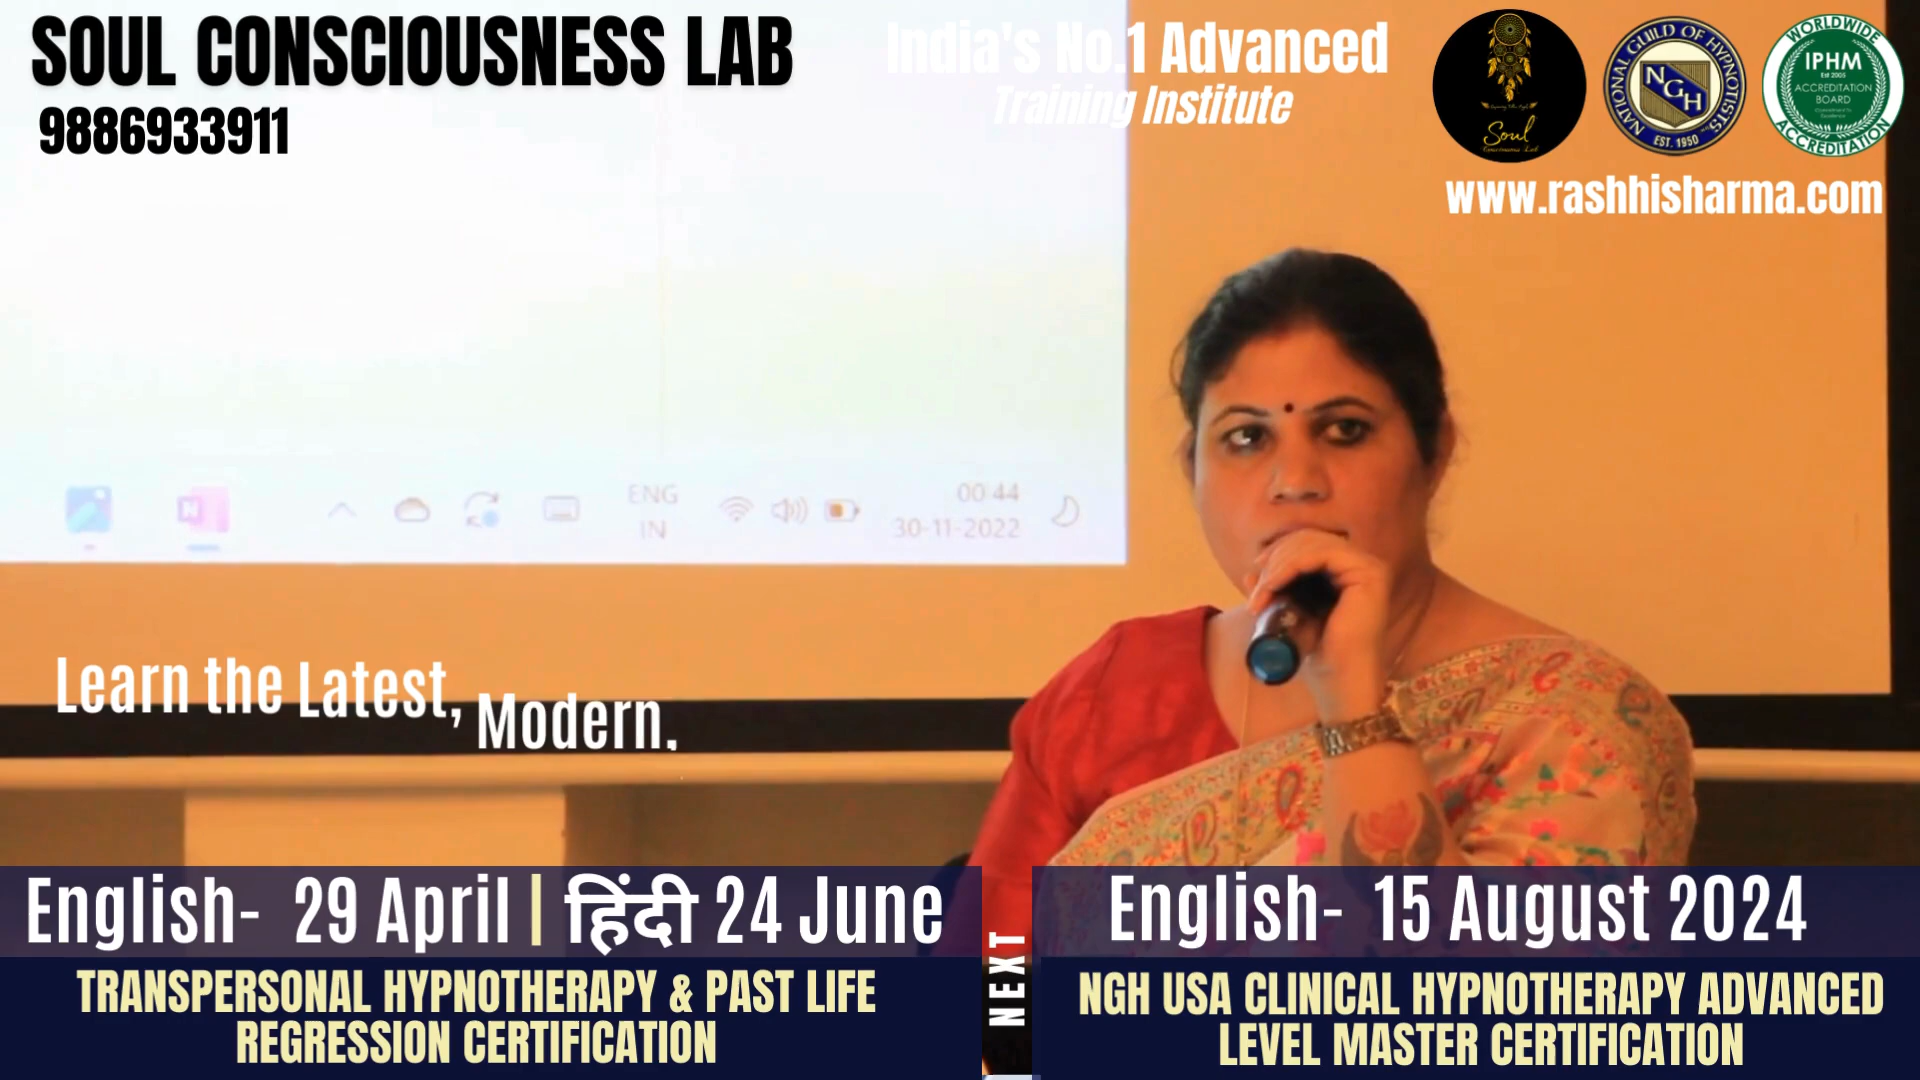 SOUL CONSCIOUSNESS LAB
9886933911
India's No.1 Advanced
Training Institute
Soul
NATIONAL GUILD OF HYPNOTISTS
NGH
EST. 1950
WORLDWIDE
IPHM
Est 2005
ACCREDITATION
BOARD
ACCREDITATION
www.rashhisharma.com
N
ENG
IN
00:44
30-11-2022
Learn the Latest, Modern,
English- 29 April | हिंदी 24 June
TRANSPERSONAL HYPNOTHERAPY & PAST LIFE
REGRESSION CERTIFICATION
NEXT
English- 15 August 2024
NGH USA CLINICAL HYPNOTHERAPY ADVANCED
LEVEL MASTER CERTIFICATION